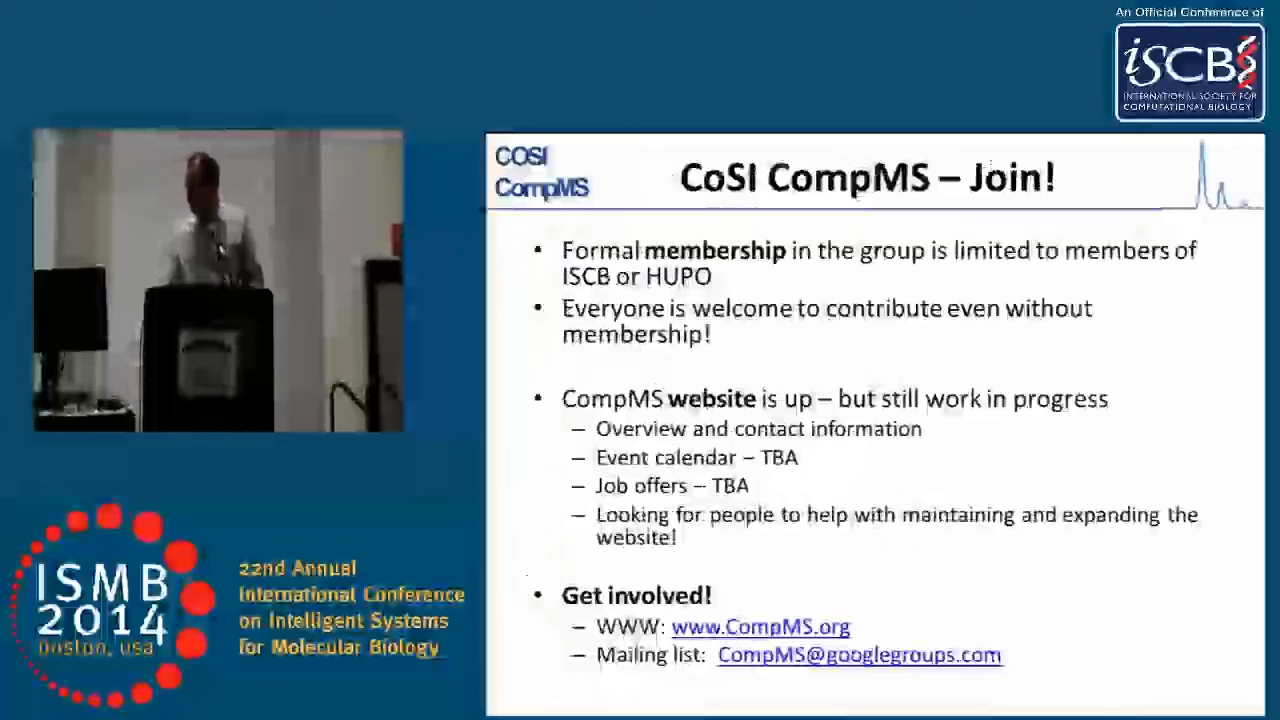 An Official Conference of
iSCB
INTERNATIONAL SOCIETY FOR
COMPUTATIONAL BIOLOGY
COSI
CompMS
CoSI CompMS – Join!
• Formal membership in the group is limited to members of
ISCB or HUPO
• Everyone is welcome to contribute even without
membership!
• CompMS website is up – but still work in progress
– Overview and contact information
– Event calendar – TBA
– Job offers – TBA
– Looking for people to help with maintaining and expanding the
website!
• Get involved!
– WWW: www.CompMS.org
– Mailing list: CompMS@googlegroups.com
ISMB
2014
Boston, usa
22nd Annual
International Conference
on Intelligent Systems
for Molecular Biology